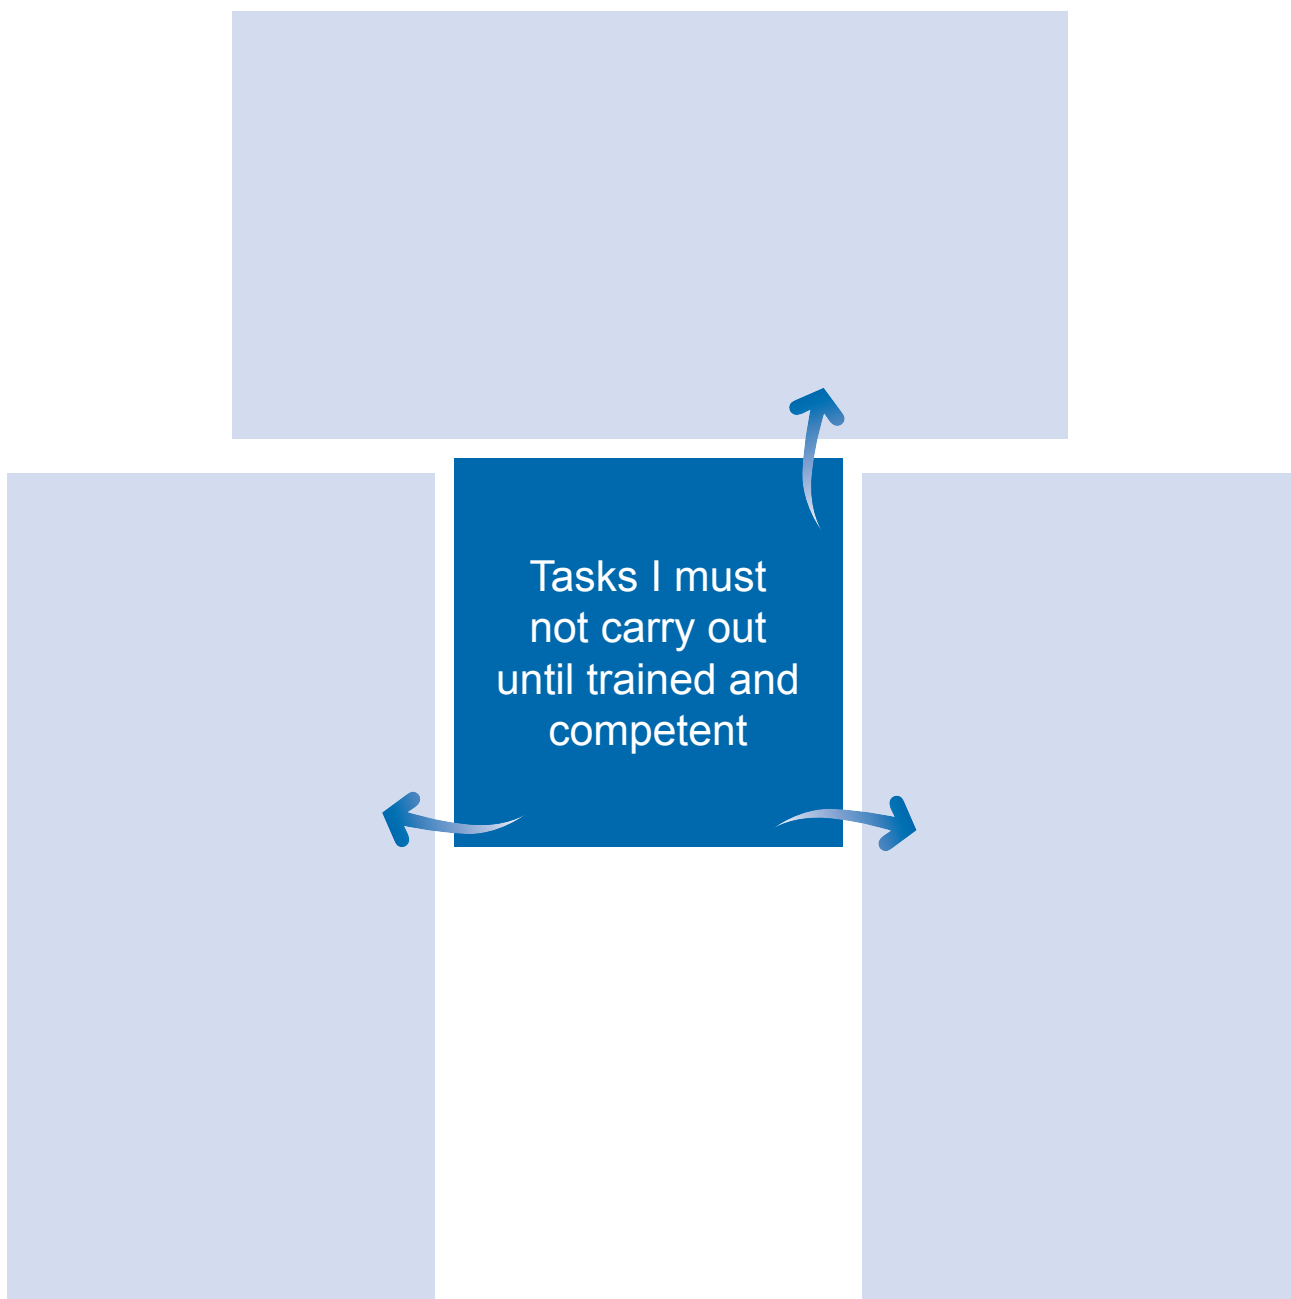 Tasks I must
not carry out
until trained and
competent